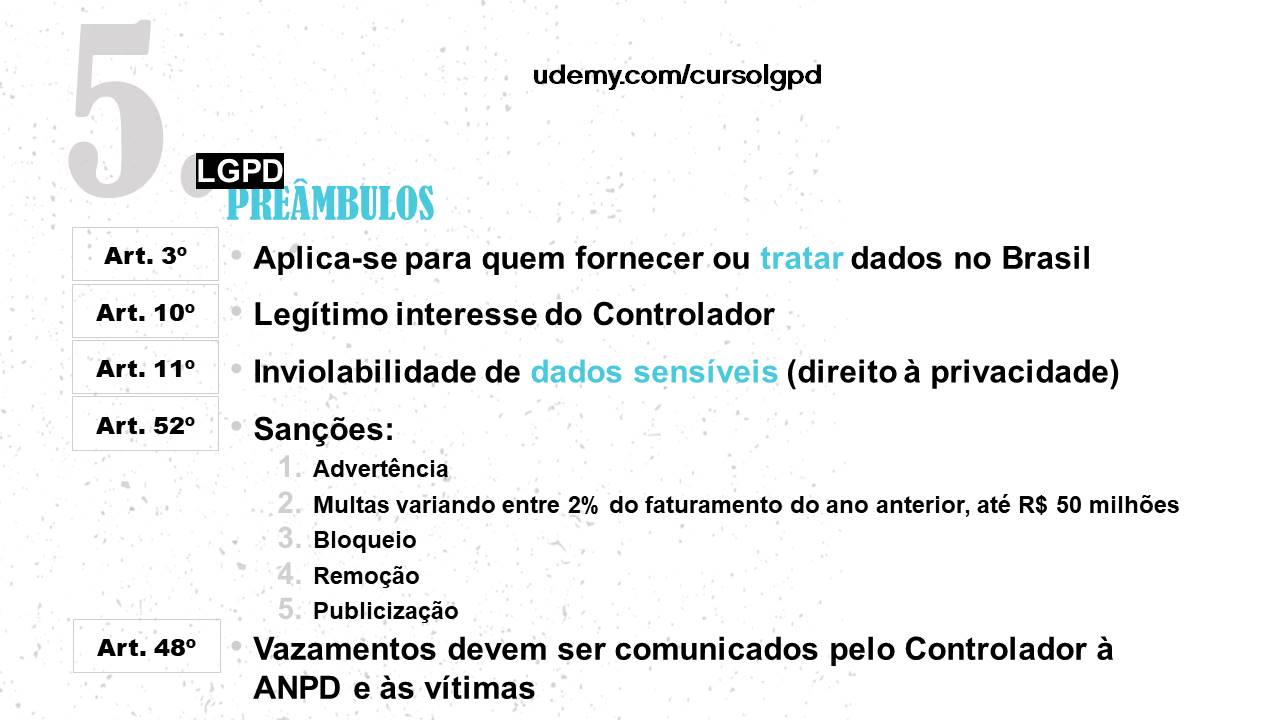 5.
udemy.com/cursolgpd
LGPD
PREÂMBULOS
Art. 3º • Aplica-se para quem fornecer ou tratar dados no Brasil
Art. 10º • Legítimo interesse do Controlador
Art. 11º • Inviolabilidade de dados sensíveis (direito à privacidade)
Art. 52º • Sanções:
1. Advertência
2. Multas variando entre 2% do faturamento do ano anterior, até R$ 50 milhões
3. Bloqueio
4. Remoção
5. Publicização
Art. 48º • Vazamentos devem ser comunicados pelo Controlador à
ANPD e às vítimas